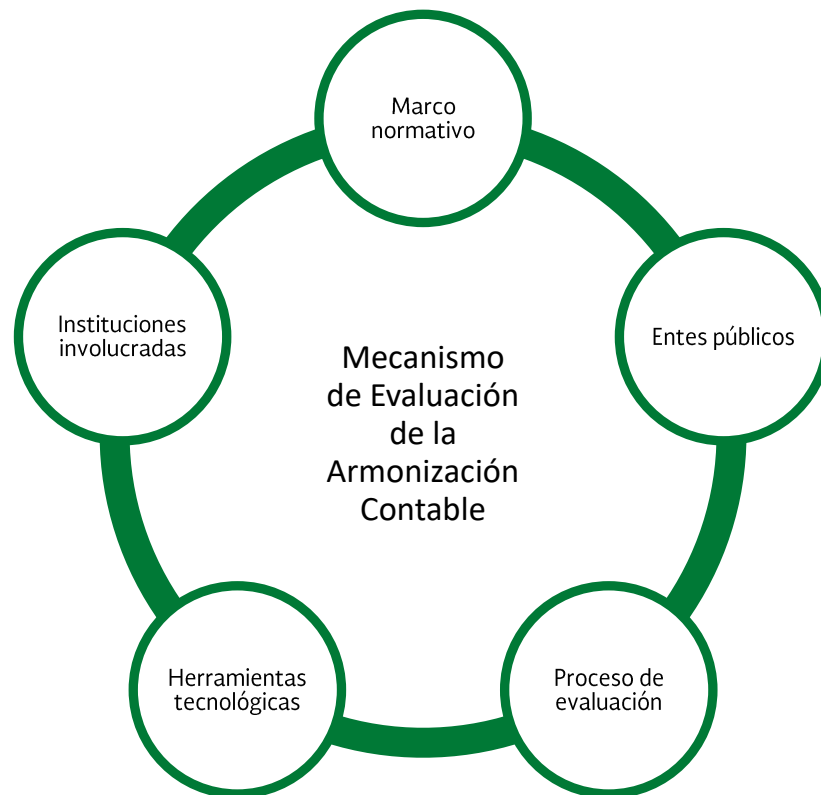 Marco
normativo
Entes públicos
Proceso de
evaluación
Herramientas
tecnológicas
Instituciones
involucradas
Mecanismo
de Evaluación
de la
Armonización
Contable